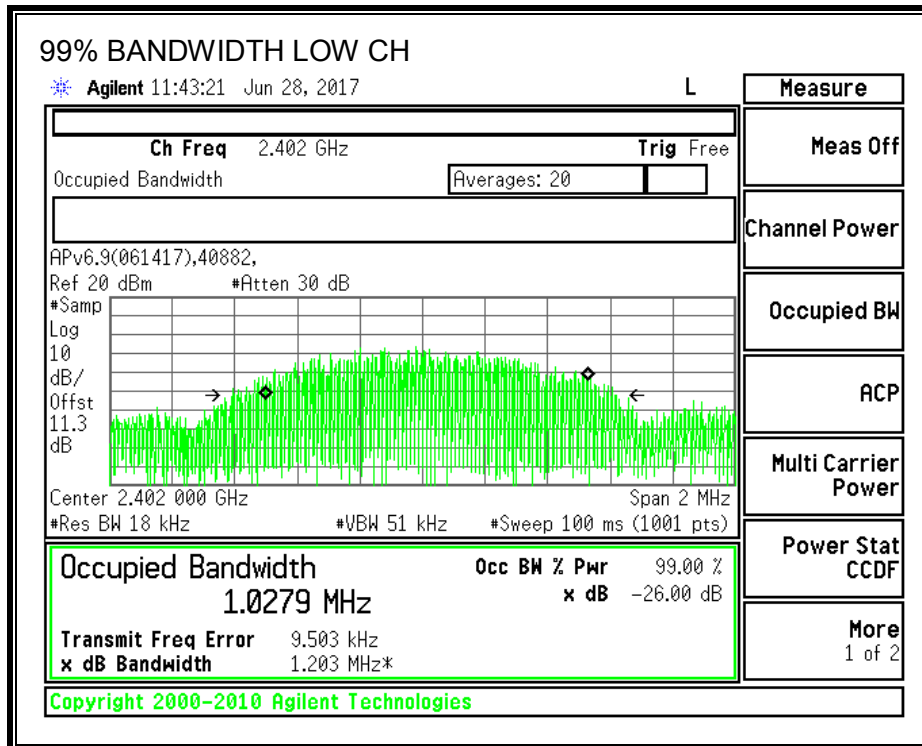 99% BANDWIDTH LOW CH
Agilent 11:43:21 Jun 28, 2017 L
Ch Freq 2.402 GHz Trig Free
Occupied Bandwidth Averages: 20
APv6.9(061417),40882,
Ref 20 dBm #Atten 30 dB
#Samp
Log
10
dB/
Offst
11.3
dB
Center 2.402 000 GHz Span 2 MHz
#Res BW 18 kHz #VBW 51 kHz #Sweep 100 ms (1001 pts)
Occupied Bandwidth Occ BW % Pwr 99.00 %
1.0279 MHz x dB -26.00 dB
Transmit Freq Error 9.503 kHz
x dB Bandwidth 1.203 MHz*
Copyright 2000-2010 Agilent Technologies
Measure
Meas Off
Channel Power
Occupied BW
ACP
Multi Carrier
Power
Power Stat
CCDF
More
1 of 2